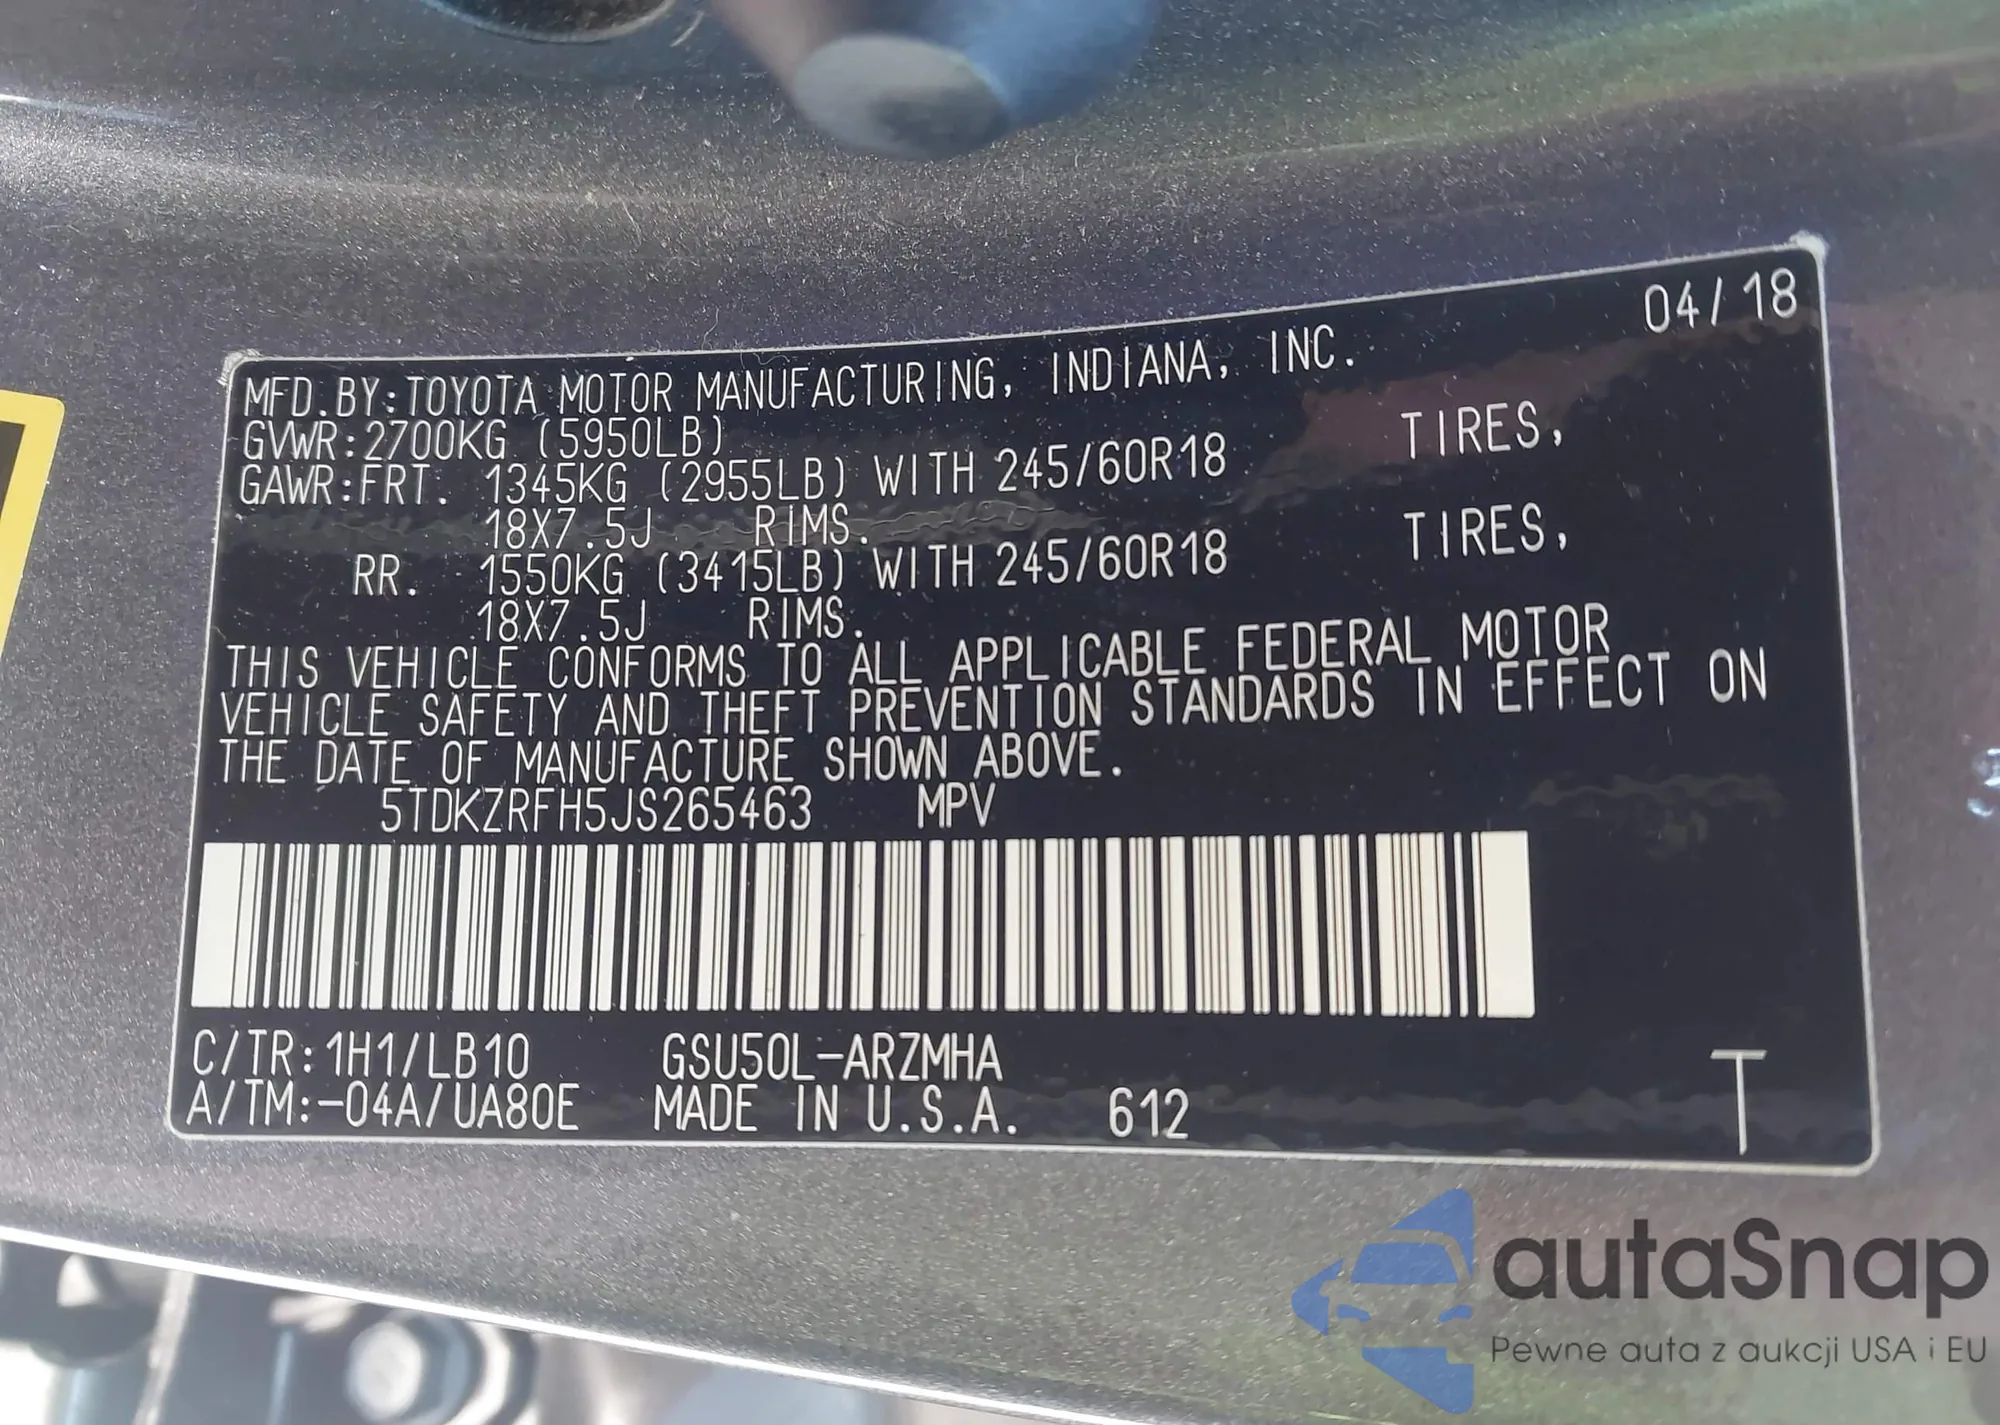 04/18
MFD.BY:TOYOTA MOTOR MANUFACTURING, INDIANA, INC.
GVWR:2700KG (5950LB)
GAWR:FRT. 1345KG (2955LB) WITH 245/60R18 TIRES,
18X7.5J RIMS.
RR. 1550KG (3415LB) WITH 245/60R18 TIRES,
18X7.5J RIMS.
THIS VEHICLE CONFORMS TO ALL APPLICABLE FEDERAL MOTOR
VEHICLE SAFETY AND THEFT PREVENTION STANDARDS IN EFFECT ON
THE DATE OF MANUFACTURE SHOWN ABOVE.
5TDKZRFH5JS265463 MPV
C/TR:1H1/LB10 GSU50L-ARZMHA
A/TM:-04A/UA80E MADE IN U.S.A. 612
T
autaSnap
Pewne auta z aukcji USA i EU